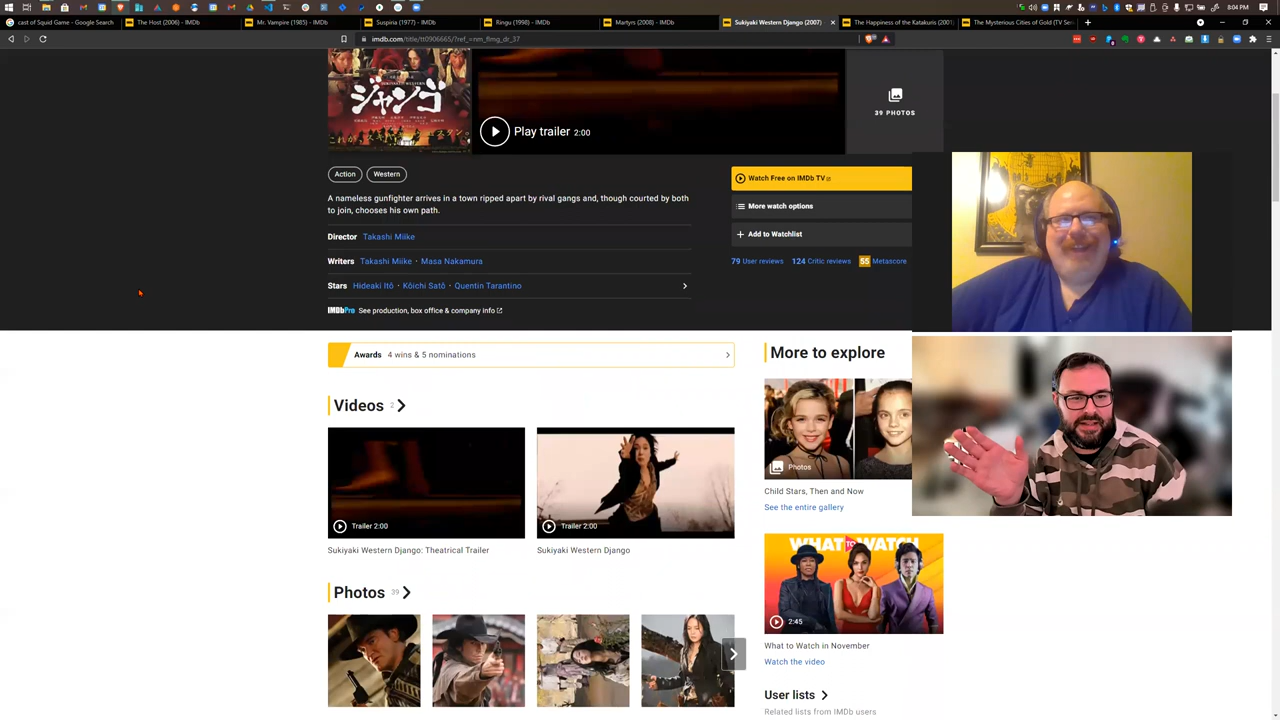 cast of Squid Game - Google Search
The Host (2006) - IMDb
Mr. Vampire (1985) - IMDb
Suspiria (1977) - IMDb
Ringu (1998) - IMDb
Martyrs (2008) - IMDb
Sukiyaki Western Django (2007)
The Happiness of the Katakuris (2001)
The Mysterious Cities of Gold (TV Ser
8:04 PM
imdb.com/title/tt0906665/?ref_=nm_flmg_dr_37
ジャンゴ
Play trailer 2:00
39 PHOTOS
Action
Western
Watch Free on IMDb TV
A nameless gunfighter arrives in a town ripped apart by rival gangs and, though courted by both
to join, chooses his own path.
More watch options
Add to Watchlist
Director Takashi Miike
Writers Takashi Miike · Masa Nakamura
79 User reviews 124 Critic reviews 55 Metascore
Stars Hideaki Itô · Kôichi Satô · Quentin Tarantino
IMDbPro See production, box office & company info
Awards 4 wins & 5 nominations
More to explore
Videos 2
Photos
Trailer 2:00
Trailer 2:00
Sukiyaki Western Django: Theatrical Trailer
Sukiyaki Western Django
Child Stars, Then and Now
See the entire gallery
WHAT TO WATCH
2:45
Photos 39
What to Watch in November
Watch the video
User lists
Related lists from IMDb users